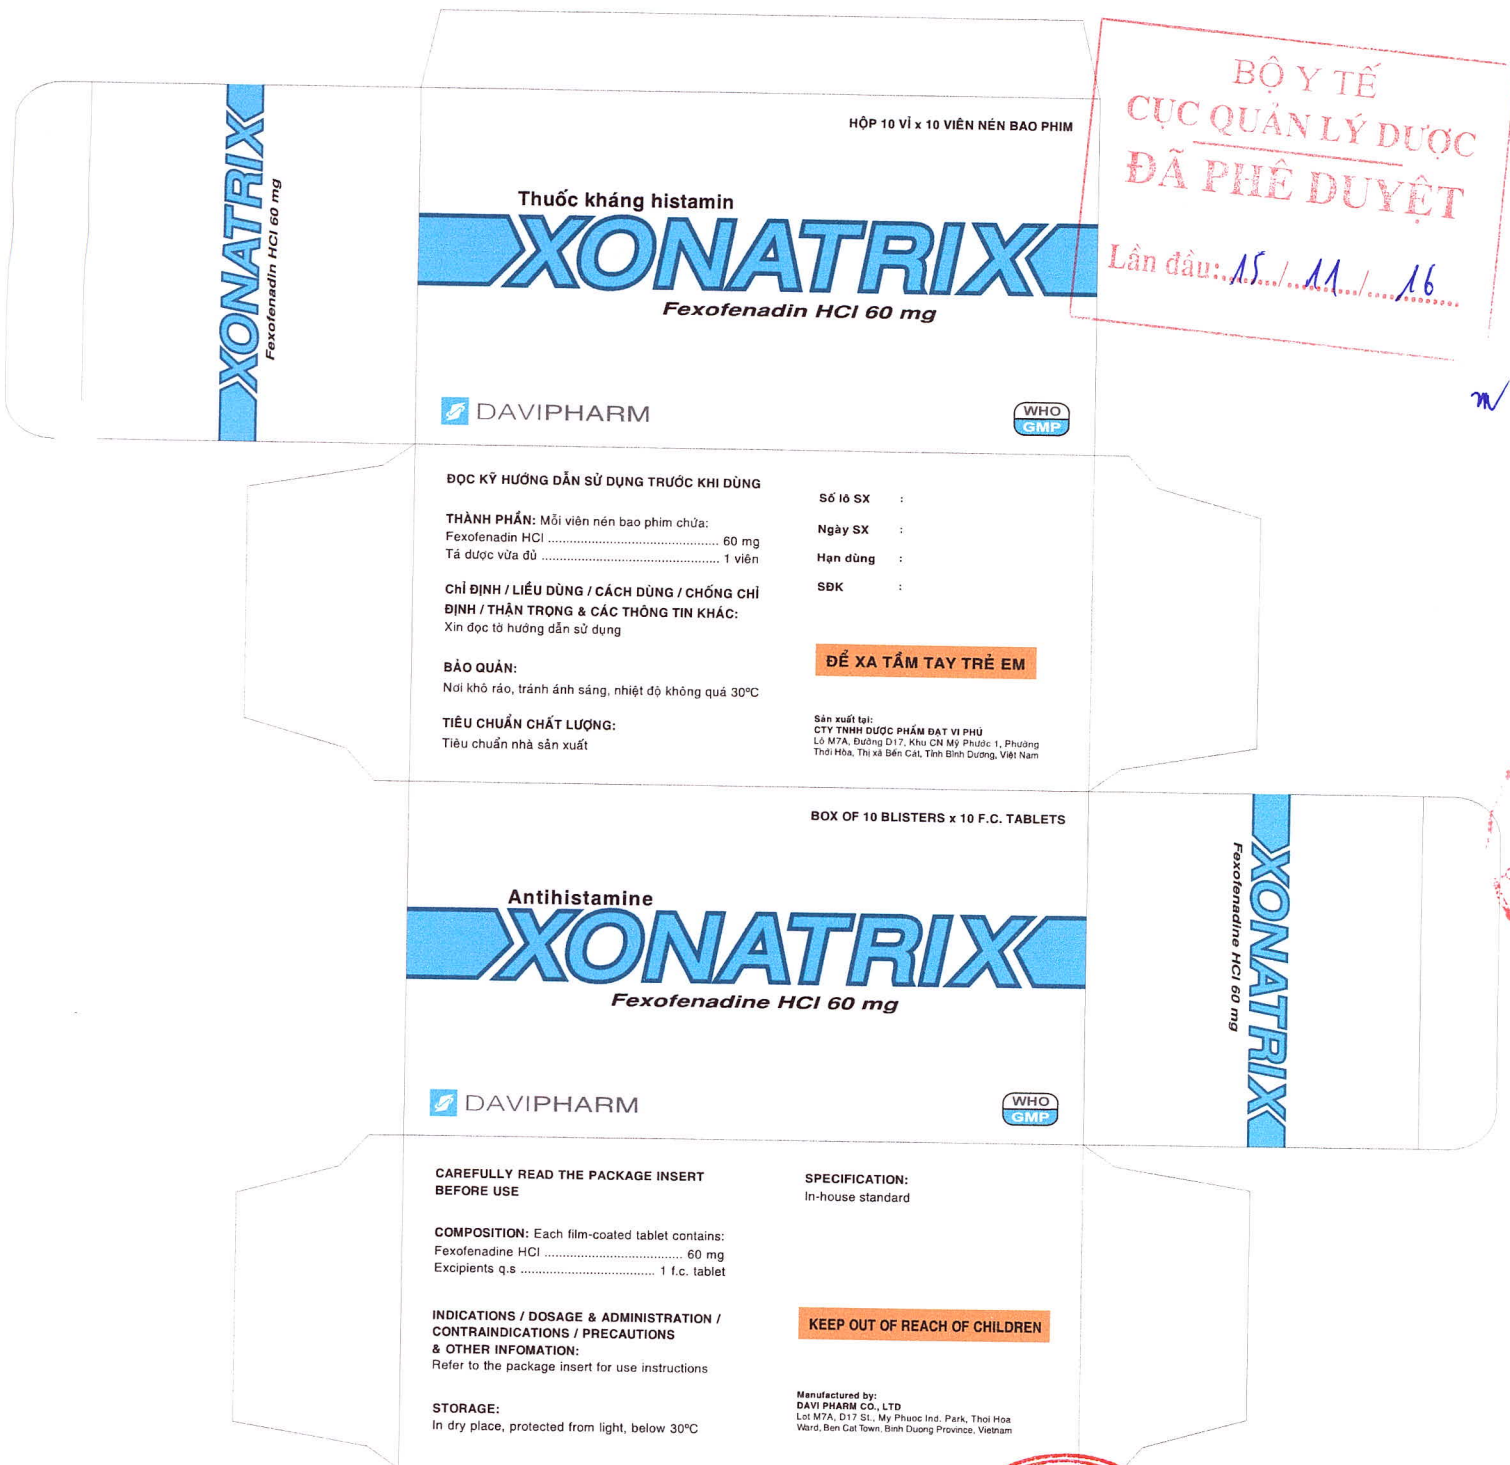 BỘ Y TẾ
CỤC QUẢN LÝ DƯỢC
ĐÃ PHÊ DUYỆT
Lần đầu: 15 / 11 / 16
XONATRIX
Fexofenadin HCl 60 mg
HỘP 10 VỈ x 10 VIÊN NÉN BAO PHIM
Thuốc kháng histamin
XONATRIX
Fexofenadin HCl 60 mg
DAVIPHARM
WHO
GMP
ĐỌC KỸ HƯỚNG DẪN SỬ DỤNG TRƯỚC KHI DÙNG
THÀNH PHẦN: Mỗi viên nén bao phim chứa:
Fexofenadin HCl ............................................... 60 mg
Tá dược vừa đủ ................................................. 1 viên
CHỈ ĐỊNH / LIỀU DÙNG / CÁCH DÙNG / CHỐNG CHỈ
ĐỊNH / THẬN TRỌNG & CÁC THÔNG TIN KHÁC:
Xin đọc tờ hướng dẫn sử dụng
BẢO QUẢN:
Nơi khô ráo, tránh ánh sáng, nhiệt độ không quá 30ºC
TIÊU CHUẨN CHẤT LƯỢNG:
Tiêu chuẩn nhà sản xuất
Số lô SX :
Ngày SX :
Hạn dùng :
SĐK :
ĐỂ XA TẦM TAY TRẺ EM
Sản xuất tại:
CTY TNHH DƯỢC PHẨM ĐẠT VI PHÚ
Lô M7A, Đường D17, Khu CN Mỹ Phước 1, Phường
Thới Hòa, Thị xã Bến Cát, Tỉnh Bình Dương, Việt Nam
BOX OF 10 BLISTERS x 10 F.C. TABLETS
Antihistamine
XONATRIX
Fexofenadine HCl 60 mg
DAVIPHARM
WHO
GMP
XONATRIX
Fexofenadine HCl 60 mg
CAREFULLY READ THE PACKAGE INSERT
BEFORE USE
COMPOSITION: Each film-coated tablet contains:
Fexofenadine HCl ...................................... 60 mg
Excipients q.s ..................................... 1 f.c. tablet
INDICATIONS / DOSAGE & ADMINISTRATION /
CONTRAINDICATIONS / PRECAUTIONS
& OTHER INFOMATION:
Refer to the package insert for use instructions
STORAGE:
In dry place, protected from light, below 30ºC
SPECIFICATION:
In-house standard
KEEP OUT OF REACH OF CHILDREN
Manufactured by:
DAVI PHARM CO., LTD
Lot M7A, D17 St., My Phuoc Ind. Park, Thoi Hoa
Ward, Ben Cat Town, Binh Duong Province, Vietnam